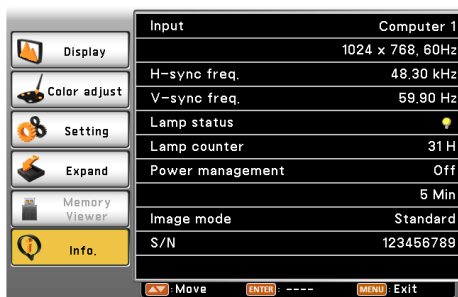 Display
Color adjust
Setting
Expand
Memory
Viewer
Info.
Input Computer 1
1024 x 768, 60Hz
H-sync freq. 48.30 kHz
V-sync freq. 59.90 Hz
Lamp status
Lamp counter 31 H
Power management Off
5 Min
Image mode Standard
S/N 123456789
:Move ENTER : ---- MENU : Exit